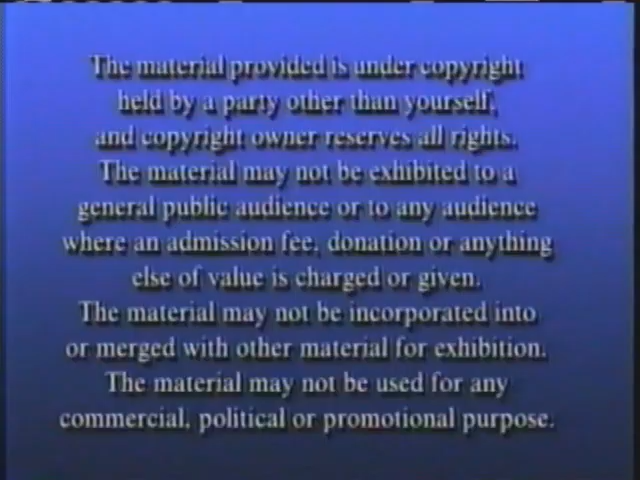 The material provided is under copyright
held by a party other than yourself,
and copyright owner reserves all rights.
The material may not be exhibited to a
general public audience or to any audience
where an admission fee, donation or anything
else of value is charged or given.
The material may not be incorporated into
or merged with other material for exhibition.
The material may not be used for any
commercial, political or promotional purpose.